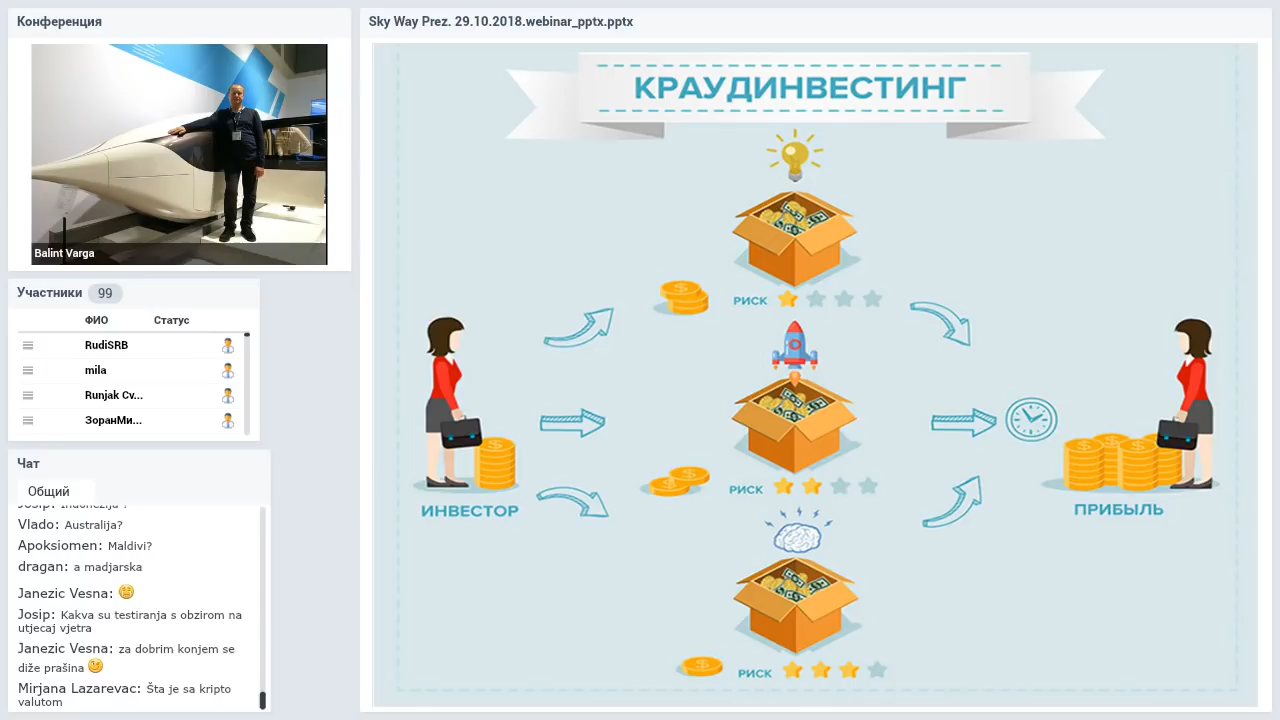 Конференция
Balint Varga
Участники 99
ФИО Статус
RudiSRB
mila
Runjak Cv...
ЗоранМи...
Чат
Общий
Vlado: Australija?
Apoksiomen: Maldivi?
dragan: a madjarska
Janezic Vesna:
Josip: Kakva su testiranja s obzirom na
utjecaj vjetra
Janezic Vesna: za dobrim konjem se
diže prašina
Mirjana Lazarevac: Šta je sa kripto
valutom
Sky Way Prez. 29.10.2018.webinar_pptx.pptx
КРАУДИНВЕСТИНГ
РИСК
РИСК
ИНВЕСТОР
ПРИБЫЛЬ
РИСК